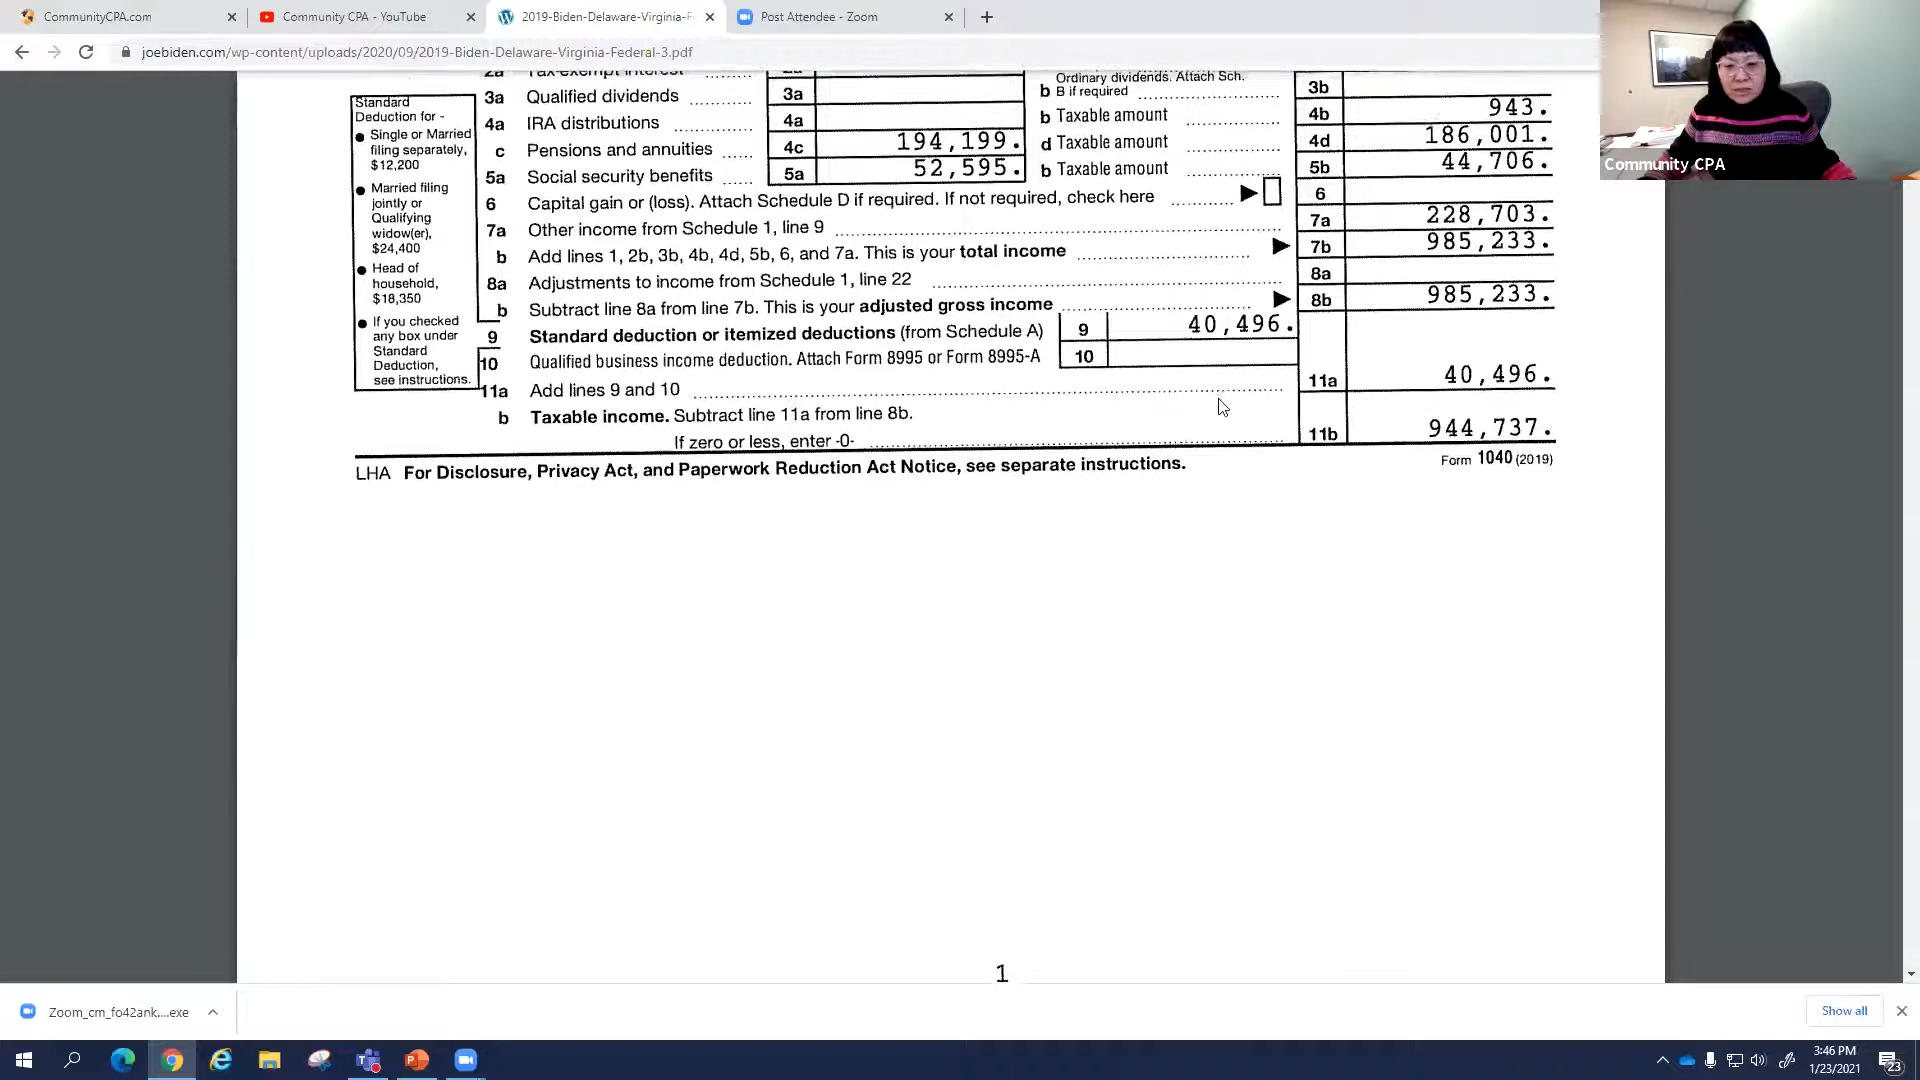 CommunityCPA.com
Community CPA - YouTube
2019-Biden-Delaware-Virginia-F
Post Attendee - Zoom
joebiden.com/wp-content/uploads/2020/09/2019-Biden-Delaware-Virginia-Federal-3.pdf
2a Tax-exempt interest 2a
Ordinary dividends. Attach Sch.
b B if required 3b
Standard
Deduction for -
Single or Married
filing separately,
$12,200
Married filing
jointly or
Qualifying
widow(er),
$24,400
Head of
household,
$18,350
If you checked
any box under
Standard
Deduction,
see instructions.
3a Qualified dividends 3a
4a IRA distributions 4a b Taxable amount 4b 943.
c Pensions and annuities 4c 194,199. d Taxable amount 4d 186,001.
5a Social security benefits 5a 52,595. b Taxable amount 5b 44,706.
6 Capital gain or (loss). Attach Schedule D if required. If not required, check here 6
7a Other income from Schedule 1, line 9 7a 228,703.
b Add lines 1, 2b, 3b, 4b, 4d, 5b, 6, and 7a. This is your total income 7b 985,233.
8a Adjustments to income from Schedule 1, line 22 8a
b Subtract line 8a from line 7b. This is your adjusted gross income 8b 985,233.
9 Standard deduction or itemized deductions (from Schedule A) 9 40,496.
10 Qualified business income deduction. Attach Form 8995 or Form 8995-A 10
11a Add lines 9 and 10 11a 40,496.
b Taxable income. Subtract line 11a from line 8b.
If zero or less, enter -0- 11b 944,737.
LHA For Disclosure, Privacy Act, and Paperwork Reduction Act Notice, see separate instructions. Form 1040 (2019)
1
Community CPA
Zoom_cm_fo42ank....exe
Show all
3:46 PM
1/23/2021
23